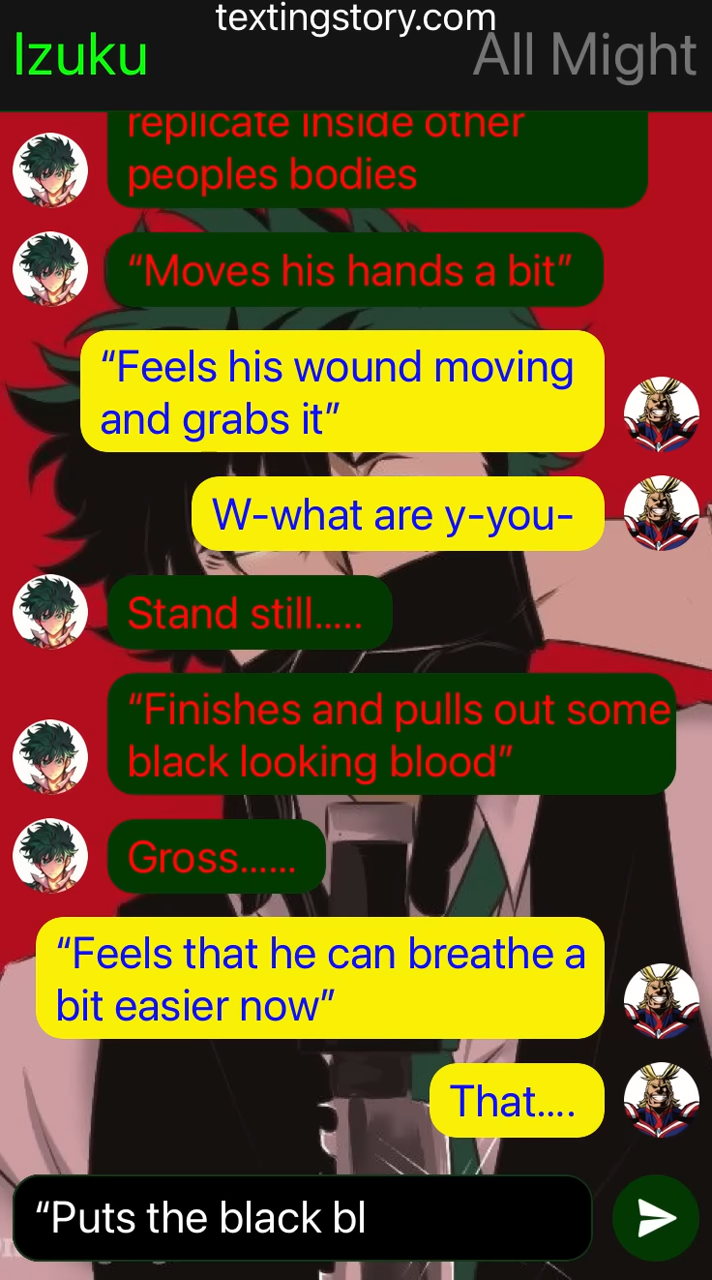 textingstory.com
Izuku
All Might
replicate inside other
peoples bodies
“Moves his hands a bit”
“Feels his wound moving
and grabs it”
W-what are y-you-
Stand still.....
“Finishes and pulls out some
black looking blood”
Gross......
“Feels that he can breathe a
bit easier now”
That....
“Puts the black bl